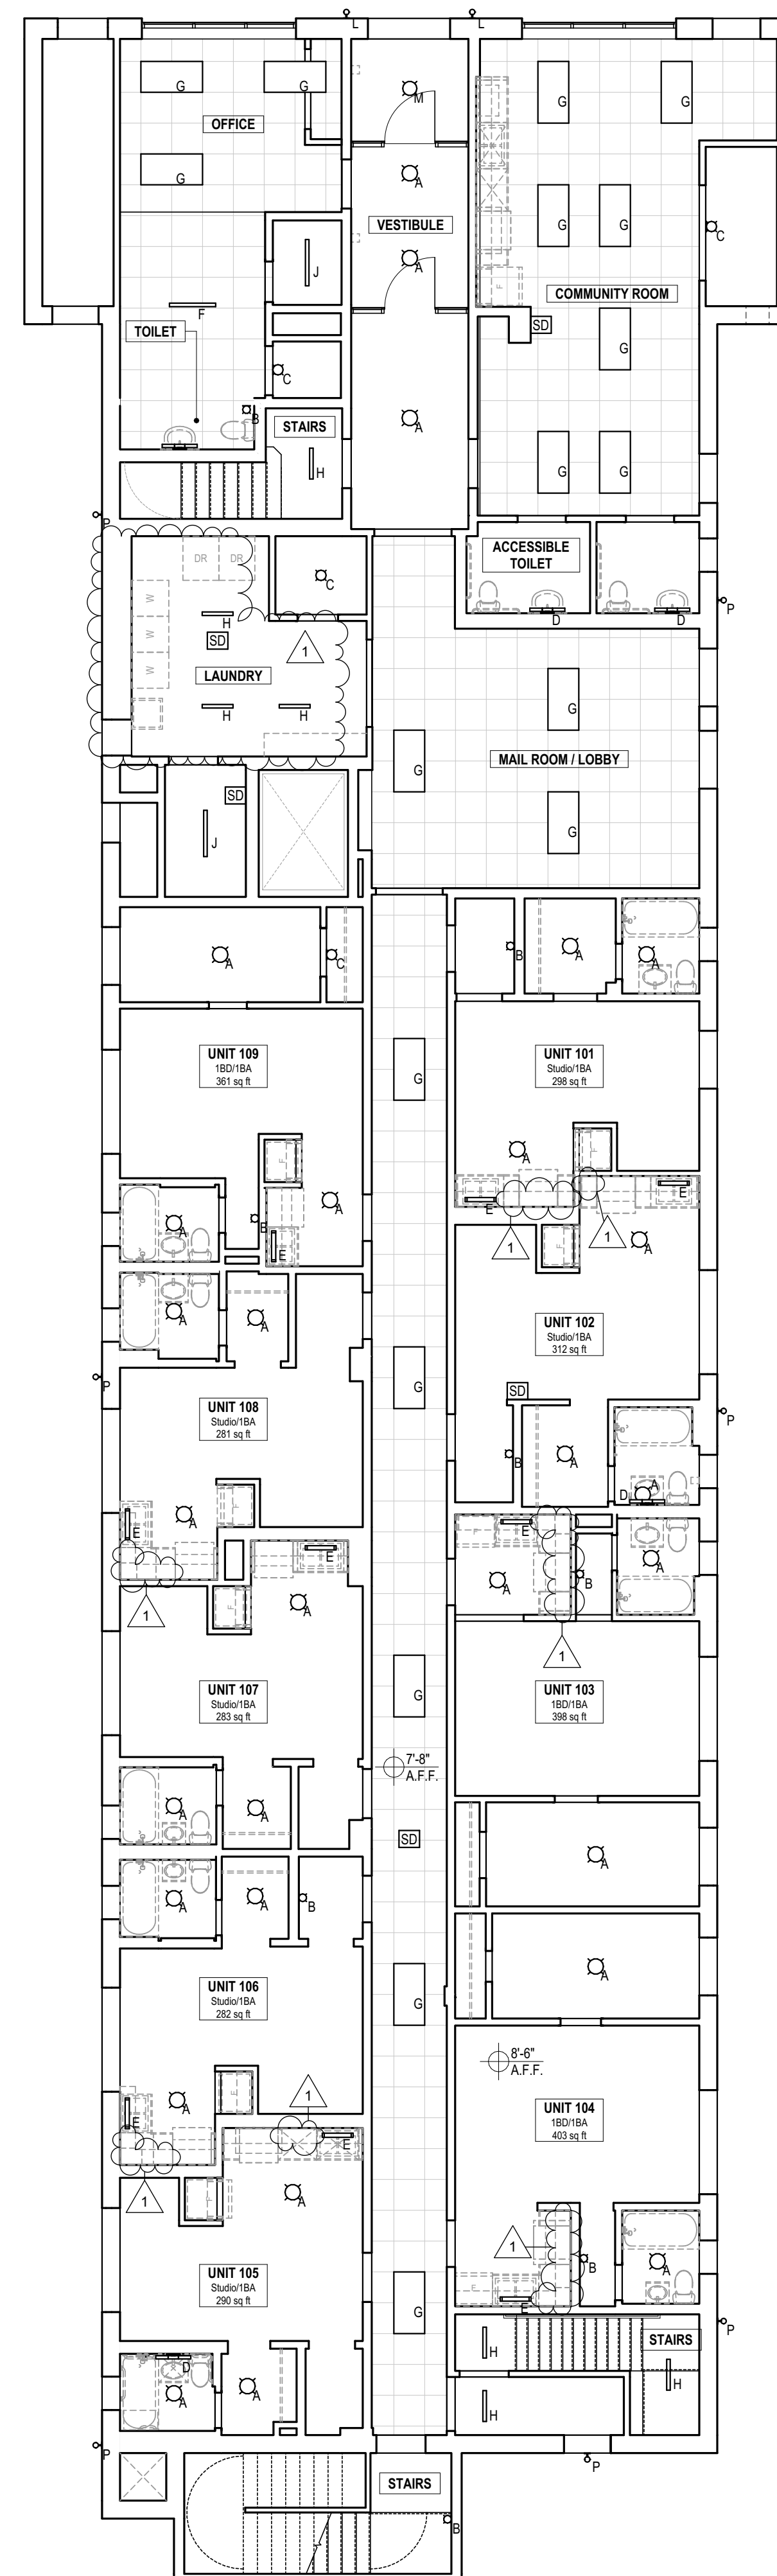 L
L
G
G
M
G
G
OFFICE
G
A
VESTIBULE
G
G
C
A
J
F
COMMUNITY ROOM
F
TOILET
SD
G
C
B
A
STAIRS
H
G
G
P
DR
DR
ACCESSIBLE
TOILET
C
W
H
D
D
P
W
SD
1
LAUNDRY
W
H
H
G
G
MAIL ROOM / LOBBY
SD
G
J
A
C
B
A
A
UNIT 109
1BD/1BA
361 sq ft
G
UNIT 101
Studio/1BA
298 sq ft
F
A
F
E
A
B
A
E
1
1
A
E
F
A
A
UNIT 102
Studio/1BA
312 sq ft
P
G
SD
P
UNIT 108
Studio/1BA
281 sq ft
B
A
D
A
F
A
E
F
E
A
E
A
B
A
F
A
1
1
UNIT 107
Studio/1BA
283 sq ft
G
UNIT 103
1BD/1BA
398 sq ft
7'-8"
A.F.F.
A
A
SD
A
A
A
B
A
UNIT 106
Studio/1BA
282 sq ft
G
8'-6"
A.F.F.
F
A
E
1
UNIT 104
1BD/1BA
403 sq ft
E
1
F
A
1
B
A
UNIT 105
Studio/1BA
290 sq ft
G
F
E
P
H
STAIRS
D
A
A
H
H
P
P
STAIRS
B